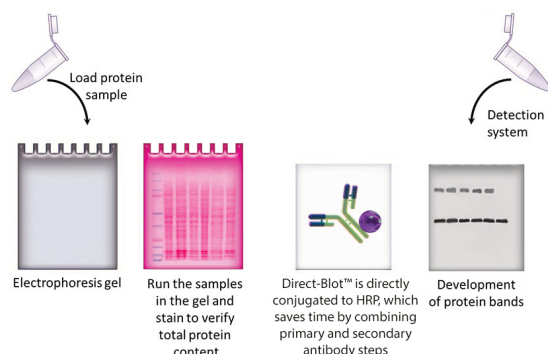 Load protein
sample
Detection
system
Electrophoresis gel
Run the samples
in the gel and
stain to verify
total protein
content
Direct-Blot™ is directly
conjugated to HRP, which
saves time by combining
primary and secondary
antibody steps
Development
of protein bands